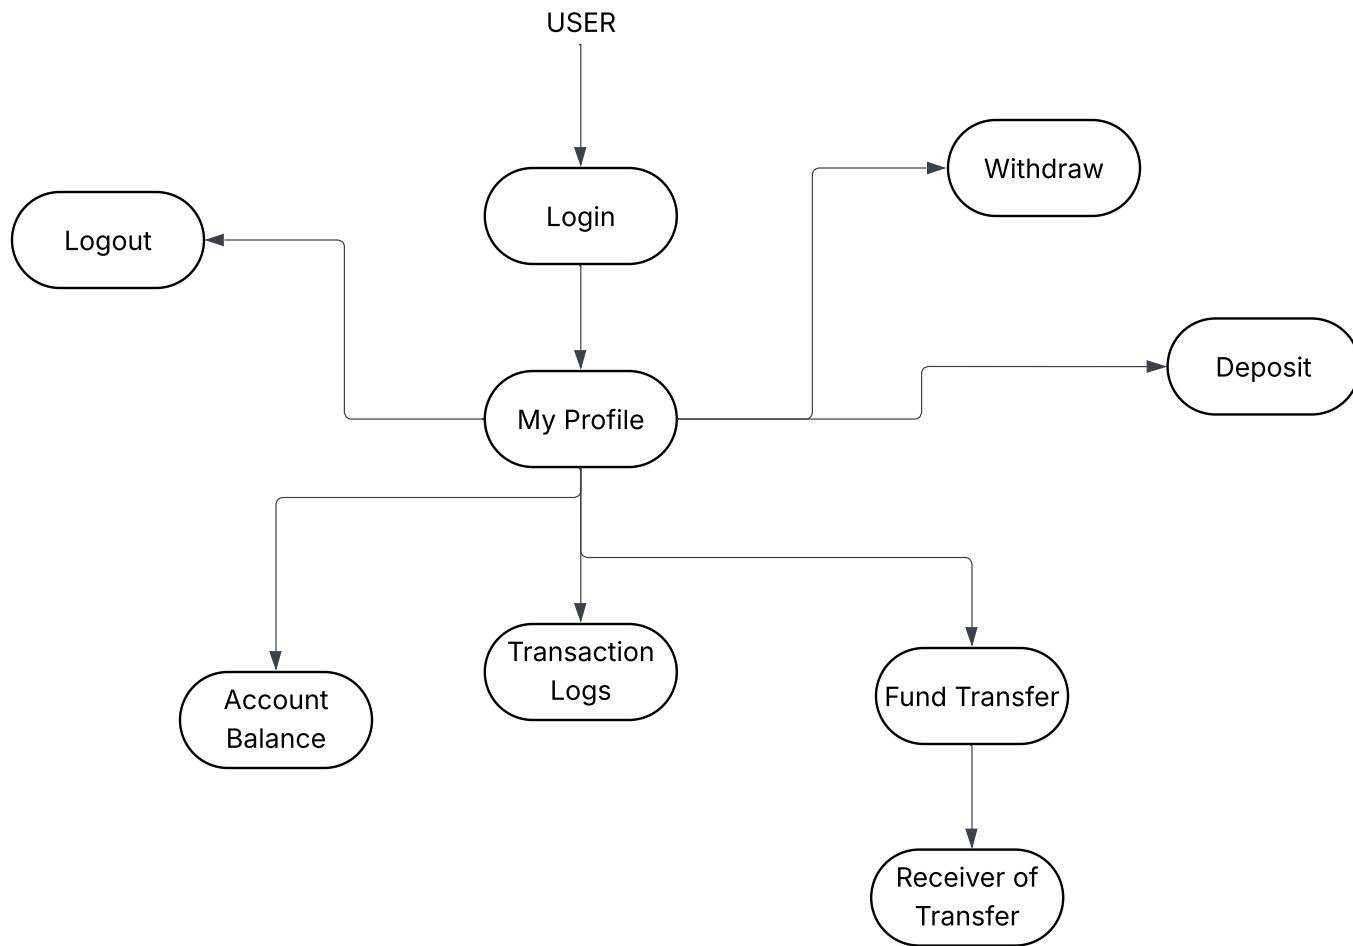 USER
Withdraw
Login
Logout
Deposit
My Profile
Transaction
Logs
Account
Balance
Fund Transfer
Receiver of
Transfer